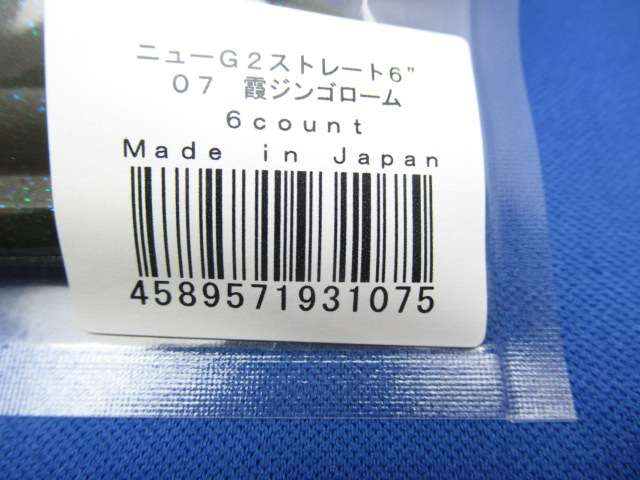 ニューＧ２ストレート６”
０７　霞ジンゴローム
６ｃｏｕｎｔ
Ｍａｄｅ　ｉｎ　Ｊａｐａｎ
4589571931075